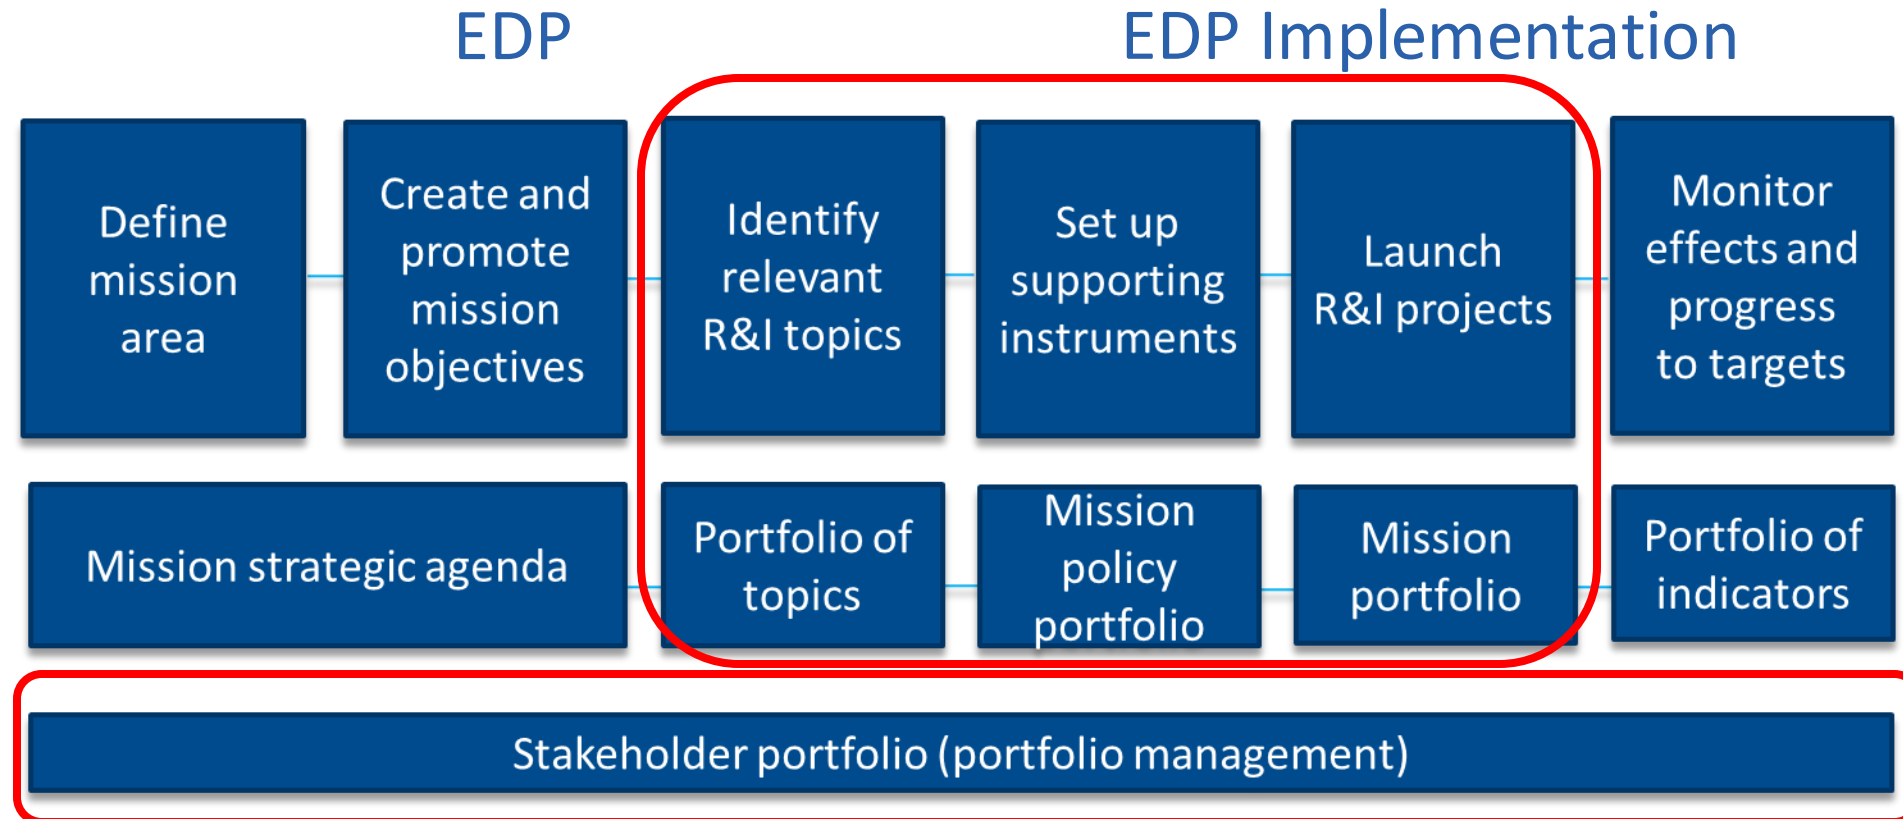 EDP
EDP Implementation
Define
mission
area
Create and
promote
mission
objectives
Identify
relevant
R&I topics
Set up
supporting
instruments
Launch
R&I projects
Monitor
effects and
progress
to targets
Mission strategic agenda
Portfolio of
topics
Mission
policy
portfolio
Mission
portfolio
Portfolio of
indicators
Stakeholder portfolio (portfolio management)